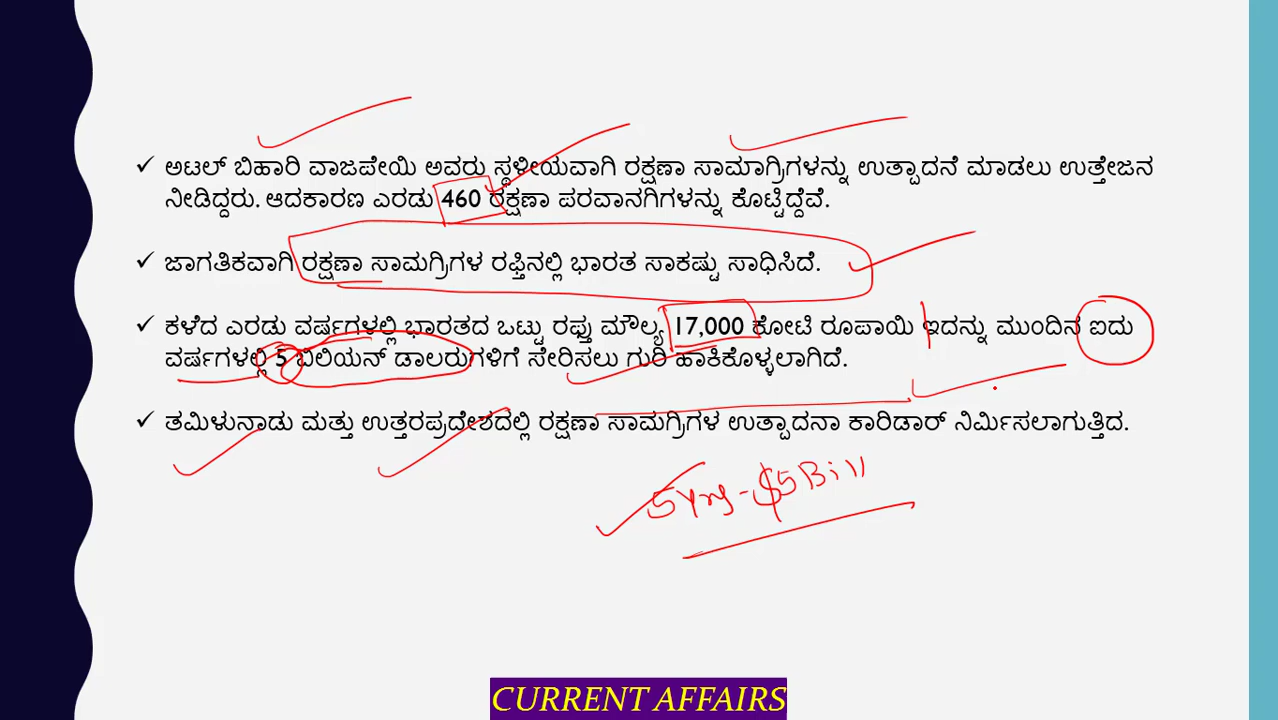 ಅಟಲ್ ಬಿಹಾರಿ ವಾಜಪೇಯಿ ಅವರು ಸ್ಥಳೀಯವಾಗಿ ರಕ್ಷಣಾ ಸಾಮಾಗ್ರಿಗಳನ್ನು ಉತ್ಪಾದನೆ ಮಾಡಲು ಉತ್ತೇಜನ
ನೀಡಿದ್ದರು. ಆದಕಾರಣ ಎರಡು 460 ರಕ್ಷಣಾ ಪರವಾನಗಿಗಳನ್ನು ಕೊಟ್ಟಿದ್ದೆವೆ.
ಜಾಗತಿಕವಾಗಿ ರಕ್ಷಣಾ ಸಾಮಗ್ರಿಗಳ ರಫ್ತಿನಲ್ಲಿ ಭಾರತ ಸಾಕಷ್ಟು ಸಾಧಿಸಿದೆ.
ಕಳೆದ ಎರಡು ವರ್ಷಗಳಲ್ಲಿ ಭಾರತದ ಒಟ್ಟು ರಫ್ತು ಮೌಲ್ಯ 17,000 ಕೋಟಿ ರೂಪಾಯಿ ಇದನ್ನು ಮುಂದಿನ ಐದು
ವರ್ಷಗಳಲ್ಲಿ 5 ಬಿಲಿಯನ್ ಡಾಲರುಗಳಿಗೆ ಸೇರಿಸಲು ಗುರಿ ಹಾಕಿಕೊಳ್ಳಲಾಗಿದೆ.
ತಮಿಳುನಾಡು ಮತ್ತು ಉತ್ತರಪ್ರದೇಶದಲ್ಲಿ ರಕ್ಷಣಾ ಸಾಮಗ್ರಿಗಳ ಉತ್ಪಾದನಾ ಕಾರಿಡಾರ್ ನಿರ್ಮಿಸಲಾಗುತ್ತಿದ.
5Yrs - $5Bill
CURRENT AFFAIRS